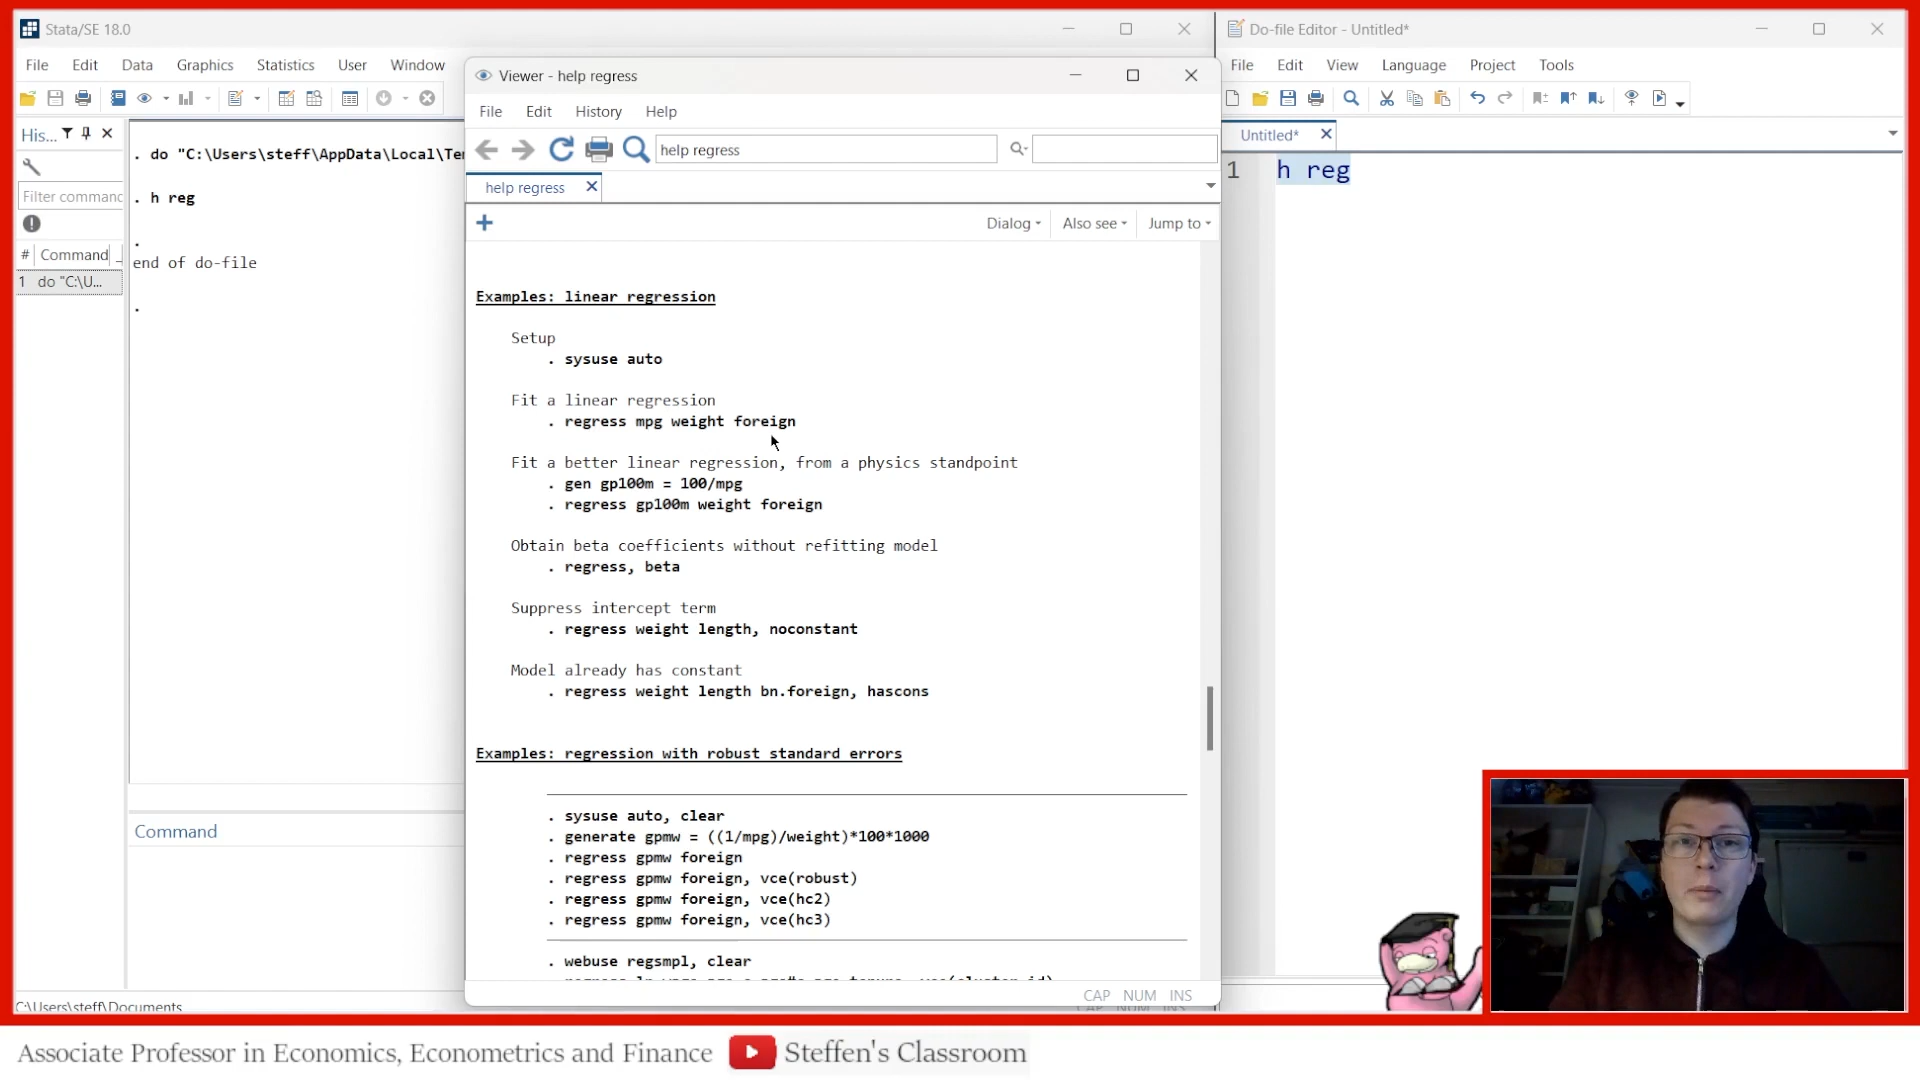 Stata/SE 18.0
File Edit Data Graphics Statistics User Window
His...
Filter command
# Command
1 do "C:\U...
. do "C:\Users\steff\AppData\Local\Te
. h reg
.
end of do-file
.
Command
C:\Users\steff\Documents
Viewer - help regress
File Edit History Help
help regress
help regress
+
Dialog Also see Jump to
Examples: linear regression
Setup
. sysuse auto
Fit a linear regression
. regress mpg weight foreign
Fit a better linear regression, from a physics standpoint
. gen gp100m = 100/mpg
. regress gp100m weight foreign
Obtain beta coefficients without refitting model
. regress, beta
Suppress intercept term
. regress weight length, noconstant
Model already has constant
. regress weight length bn.foreign, hascons
Examples: regression with robust standard errors
. sysuse auto, clear
. generate gpmw = ((1/mpg)/weight)*100*1000
. regress gpmw foreign
. regress gpmw foreign, vce(robust)
. regress gpmw foreign, vce(hc2)
. regress gpmw foreign, vce(hc3)
. webuse regsmpl, clear
CAP NUM INS
CAP NUM INS
Do-file Editor - Untitled*
File Edit View Language Project Tools
Untitled*
1 h reg
Associate Professor in Economics, Econometrics and Finance Steffen's Classroom